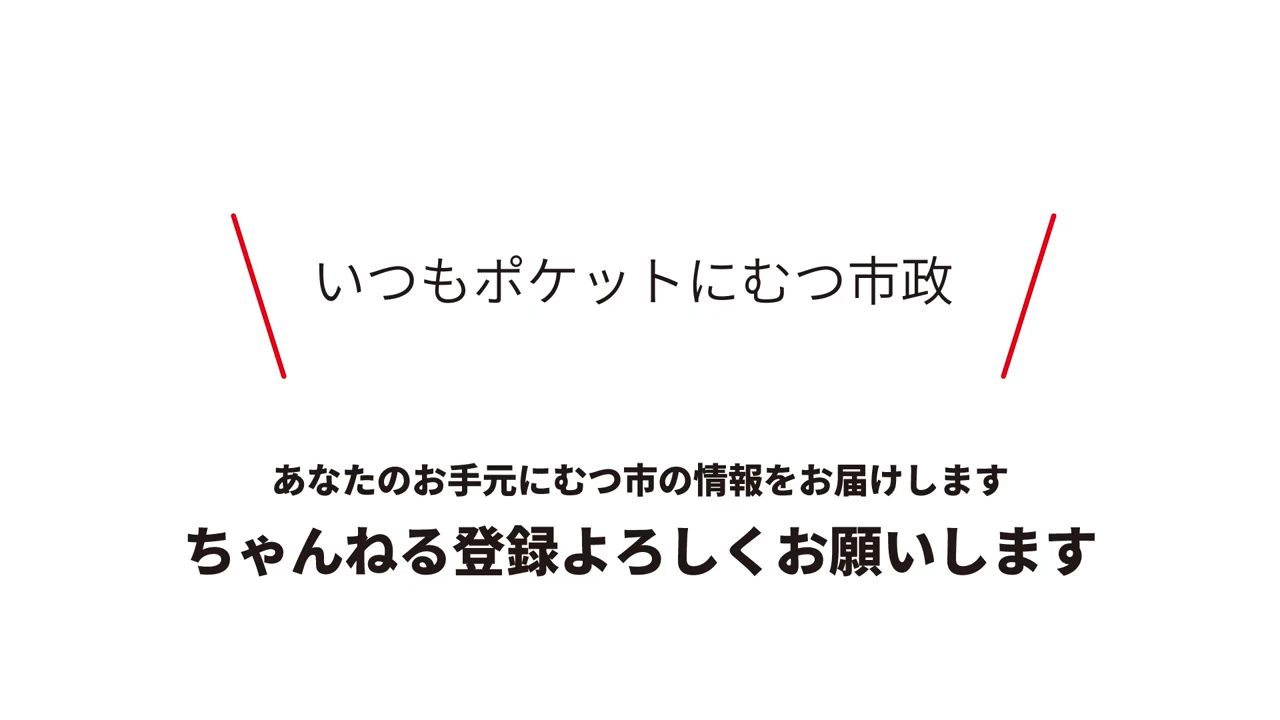 いつもポケットにむつ市政
あなたのお手元にむつ市の情報をお届けします
ちゃんねる登録よろしくお願いします